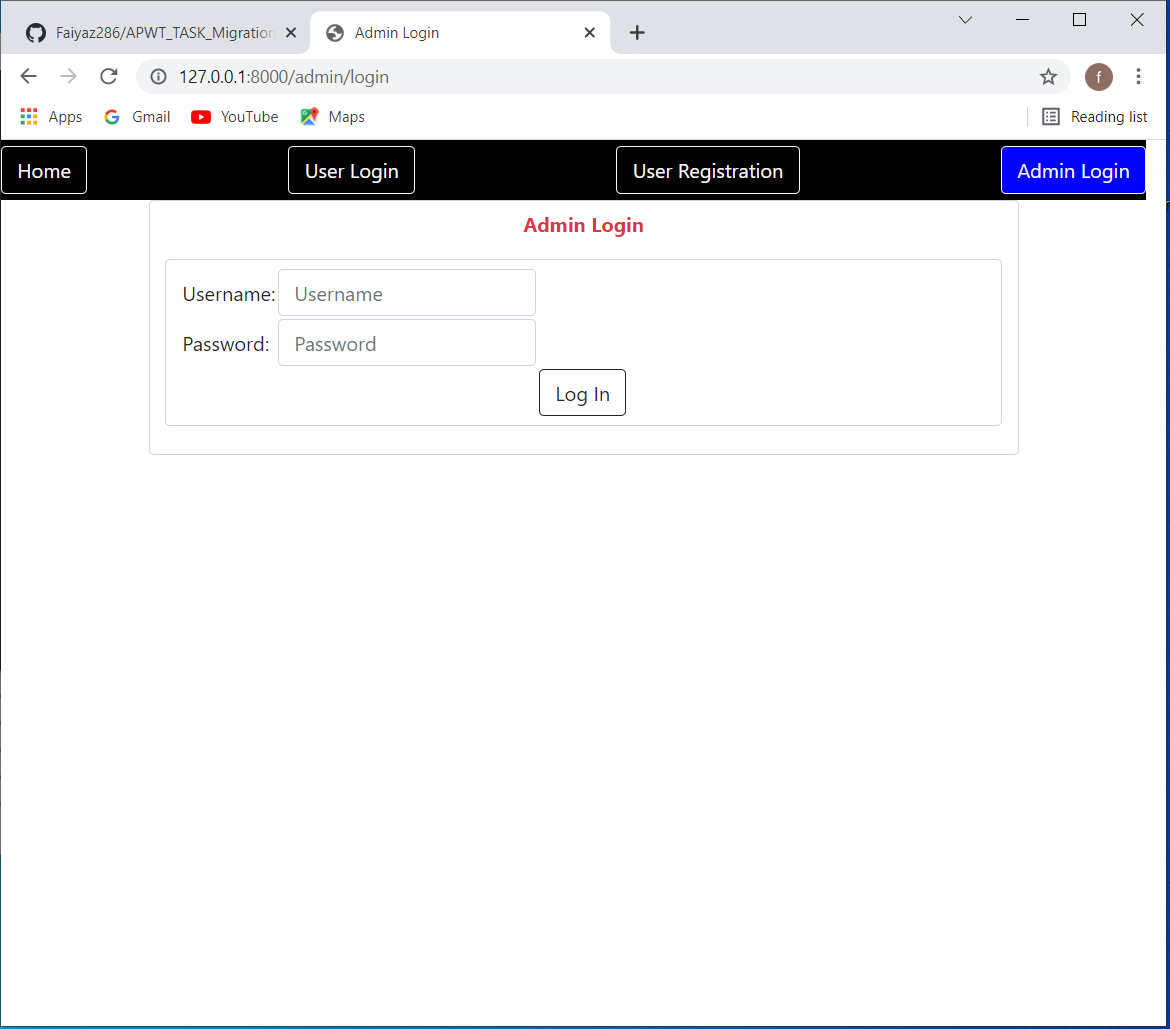 Faiyaz286/APWT_TASK_Migration Admin Login
127.0.0.1:8000/admin/login f
Apps Gmail YouTube Maps Reading list
Home User Login User Registration Admin Login
Admin Login
Username: Username
Password: Password
Log In